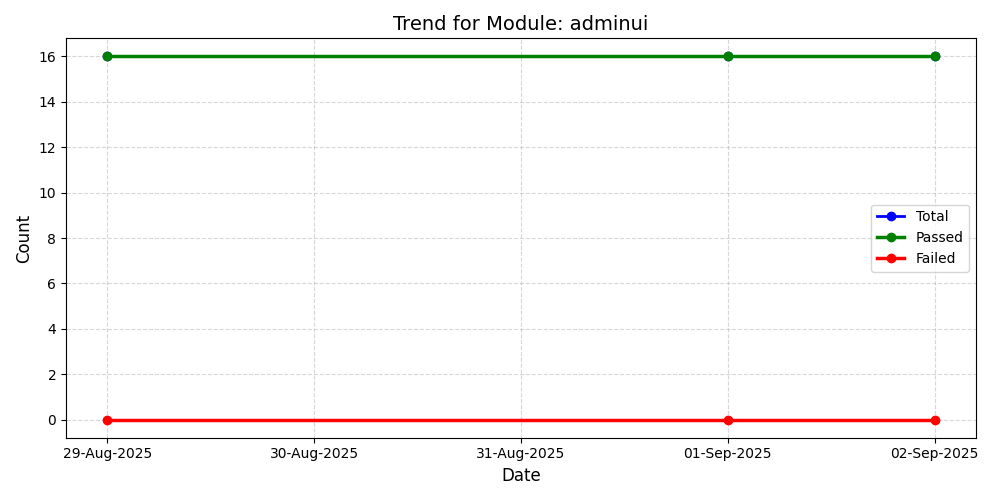 Trend for Module: adminui
Count
16
14
12
10
8
6
4
2
0
Total
Passed
Failed
29-Aug-2025
30-Aug-2025
31-Aug-2025
01-Sep-2025
02-Sep-2025
Date